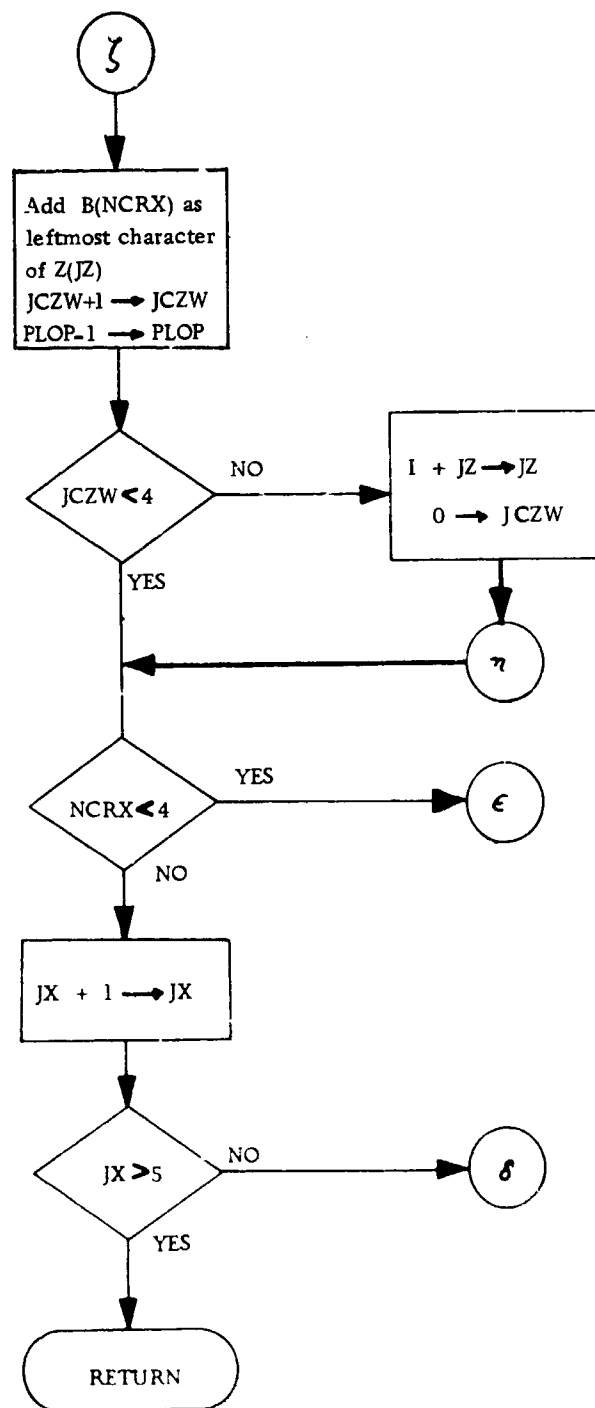 ζ
Add B(NCRX) as
leftmost character
of Z(JZ)
JCZW+1 → JCZW
PLOP-1 → PLOP
JCZW<4
NO
I + JZ → JZ
0 → JCZW
YES
η
NCRX<4
YES
ϵ
NO
JX + 1 → JX
JX >5
NO
δ
YES
RETURN